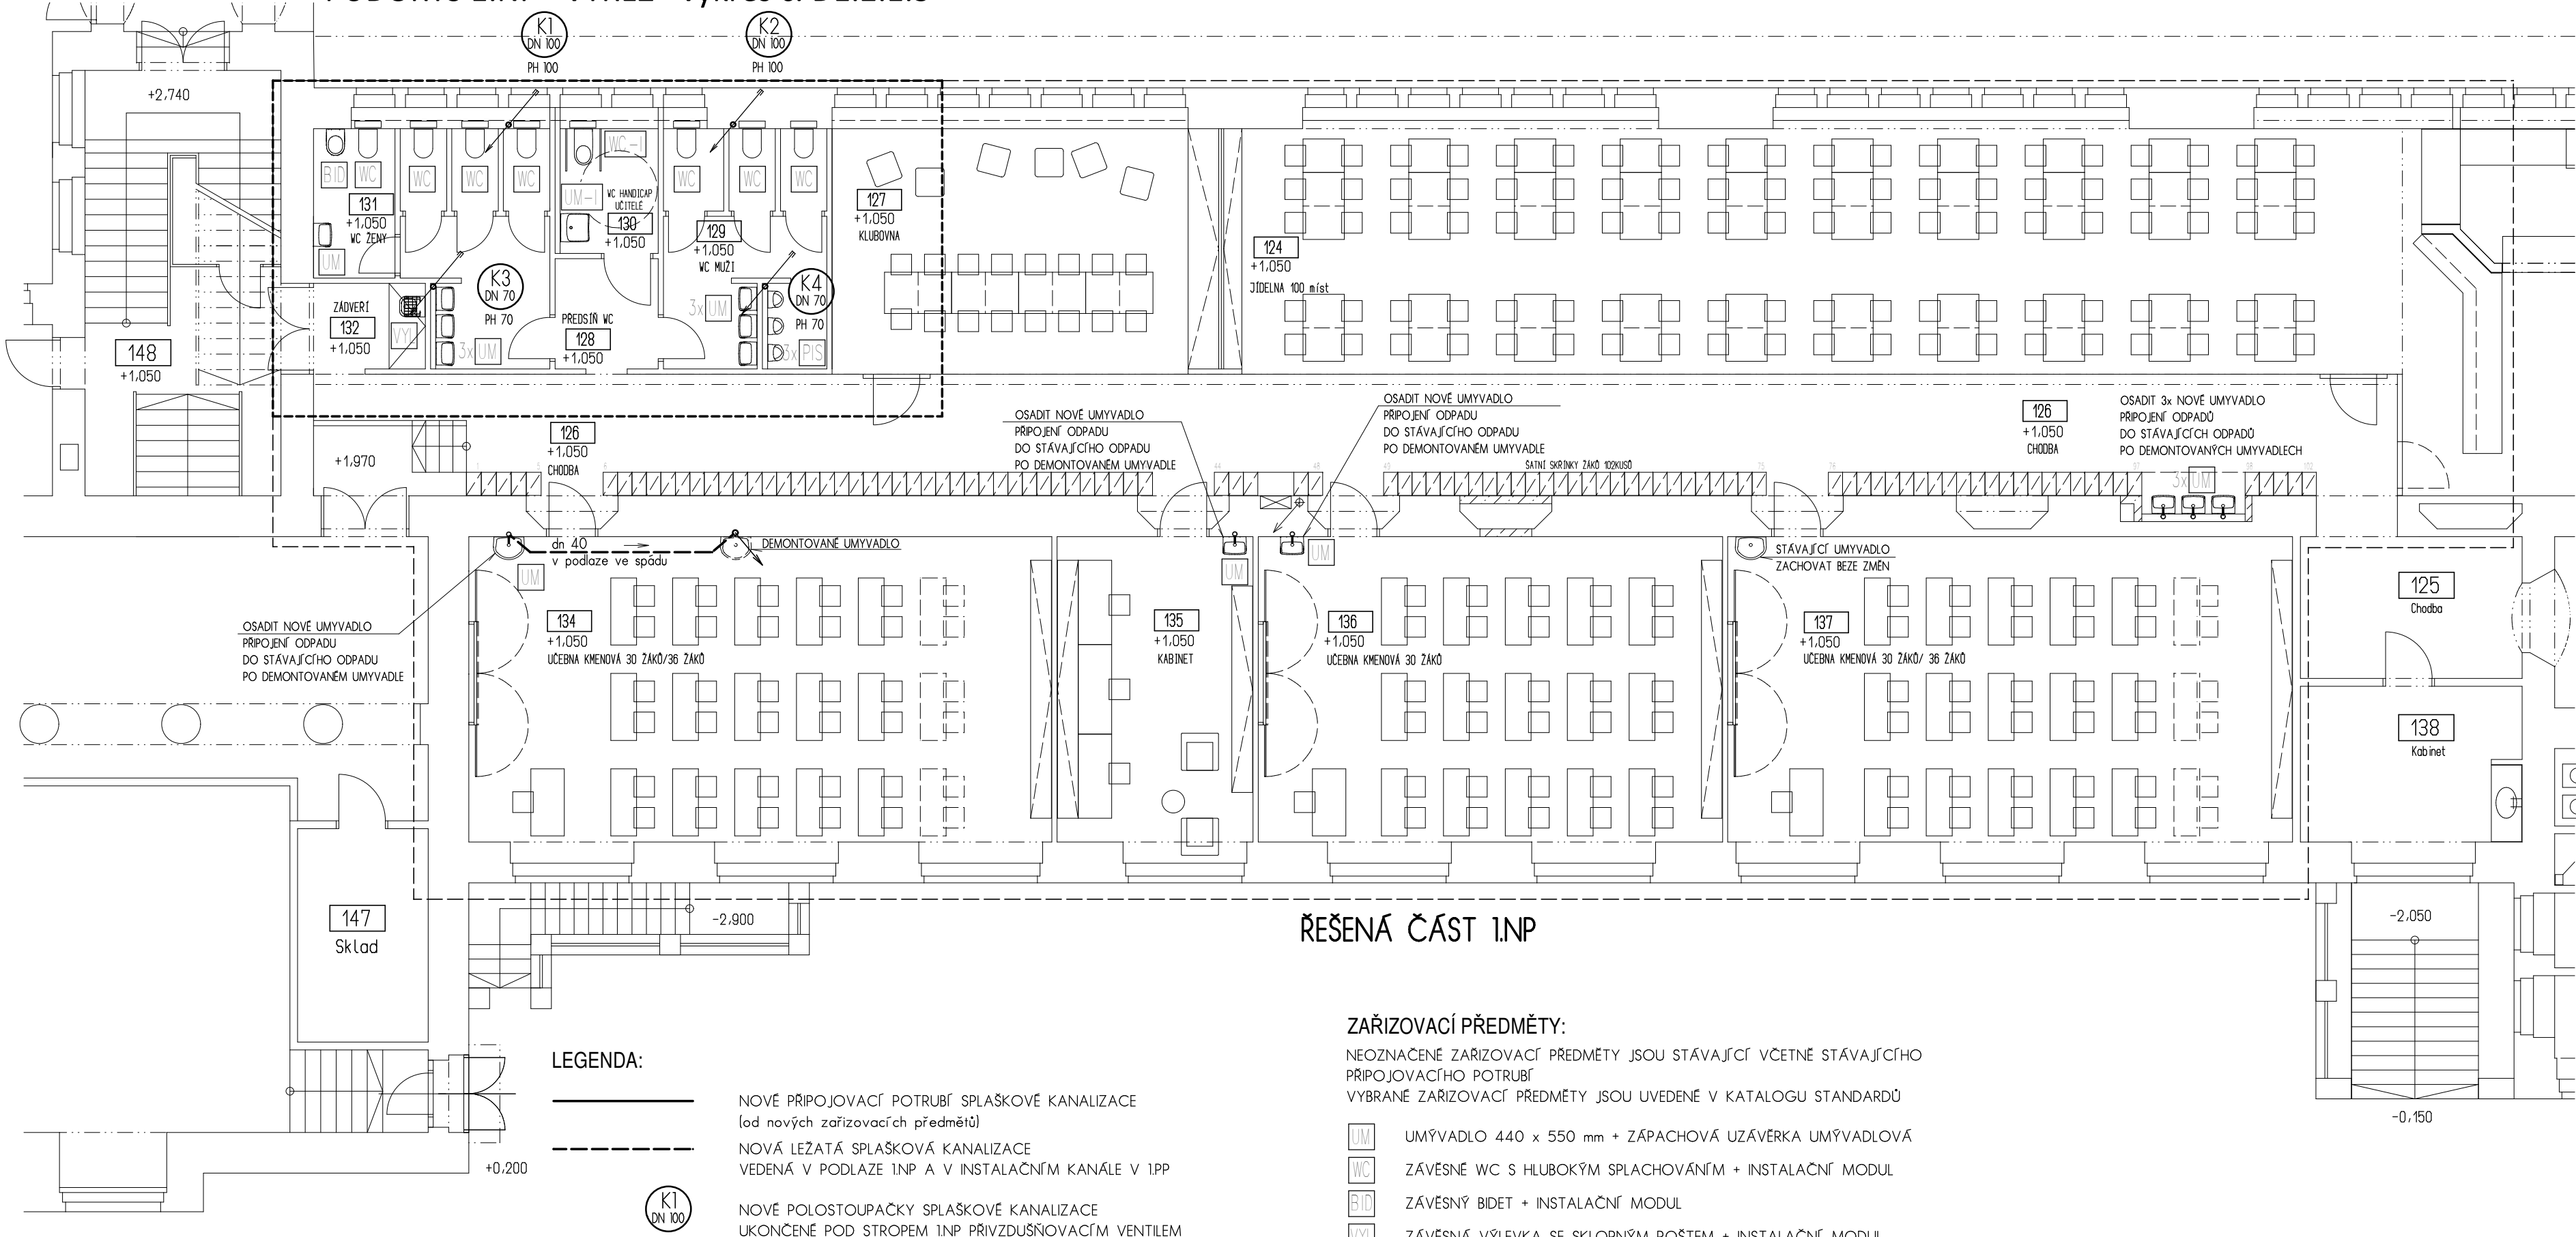 K1
DN 100
PH 100
K2
DN 100
PH 100
+2,740
BID
WC
WC
WC
WC
WC-I
WC
WC
WC
131
+1,050
WC ŽENY
UM
UM-I
WC HANDICAP
UČITELÉ
130
+1,050
129
+1,050
WC MUŽI
127
+1,050
KLUBOVNA
124
+1,050
JÍDELNA 100 míst
K3
DN 70
PH 70
K4
DN 70
PH 70
ZÁDVEŘÍ
132
+1,050
VYL
3x UM
PŘEDSÍŇ WC
128
+1,050
3x UM
3x PIS
148
+1,050
+1,970
126
+1,050
CHODBA
OSADIT NOVÉ UMYVADLO
PŘIPOJENÍ ODPADU
DO STÁVAJÍCÍHO ODPADU
PO DEMONTOVANÉM UMYVADLE
OSADIT NOVÉ UMYVADLO
PŘIPOJENÍ ODPADU
DO STÁVAJÍCÍHO ODPADU
PO DEMONTOVANÉM UMYVADLE
ŠATNÍ SKŘÍNKY ŽÁKŮ 102KUSŮ
126
+1,050
CHODBA
OSADIT 3x NOVÉ UMYVADLO
PŘIPOJENÍ ODPADŮ
DO STÁVAJÍCÍCH ODPADŮ
PO DEMONTOVANÝCH UMYVADLECH
3x UM
dn 40
v podlaze ve spádu
DEMONTOVANÉ UMYVADLO
UM
UM
UM
STÁVAJÍCÍ UMYVADLO
ZACHOVAT BEZE ZMĚN
OSADIT NOVÉ UMYVADLO
PŘIPOJENÍ ODPADU
DO STÁVAJÍCÍHO ODPADU
PO DEMONTOVANÉM UMYVADLE
134
+1,050
UČEBNA KMENOVÁ 30 ŽÁKŮ/36 ŽÁKŮ
135
+1,050
KABINET
136
+1,050
UČEBNA KMENOVÁ 30 ŽÁKŮ
137
+1,050
UČEBNA KMENOVÁ 30 ŽÁKŮ/ 36 ŽÁKŮ
125
Chodba
138
Kabinet
147
Sklad
-2,900
ŘEŠENÁ ČÁST 1.NP
-2,050
-0,150
+0,200
LEGENDA:
NOVÉ PŘIPOJOVACÍ POTRUBÍ SPLAŠKOVÉ KANALIZACE
(od nových zařizovacích předmětů)
NOVÁ LEŽATÁ SPLAŠKOVÁ KANALIZACE
VEDENÁ V PODLAZE 1NP A V INSTALAČNÍM KANÁLE V 1.PP
K1
DN 100
NOVÉ POLOSTOUPAČKY SPLAŠKOVÉ KANALIZACE
UKONČENÉ POD STROPEM 1.NP PŘIVZDUŠŇOVACÍM VENTILEM
ZAŘIZOVACÍ PŘEDMĚTY:
NEOZNAČENÉ ZAŘIZOVACÍ PŘEDMĚTY JSOU STÁVAJÍCÍ VČETNĚ STÁVAJÍCÍHO
PŘIPOJOVACÍHO POTRUBÍ
VYBRANÉ ZAŘIZOVACÍ PŘEDMĚTY JSOU UVEDENÉ V KATALOGU STANDARDŮ
UM UMÝVADLO 440 x 550 mm + ZÁPACHOVÁ UZÁVĚRKA UMÝVADLOVÁ
WC ZÁVĚSNÉ WC S HLUBOKÝM SPLACHOVÁNÍM + INSTALAČNÍ MODUL
BID ZÁVĚSNÝ BIDET + INSTALAČNÍ MODUL
VYL ZÁVĚSNÁ VÝLEVKA SE SKLOPNÝM ROŠTEM + INSTALAČNÍ MODUL